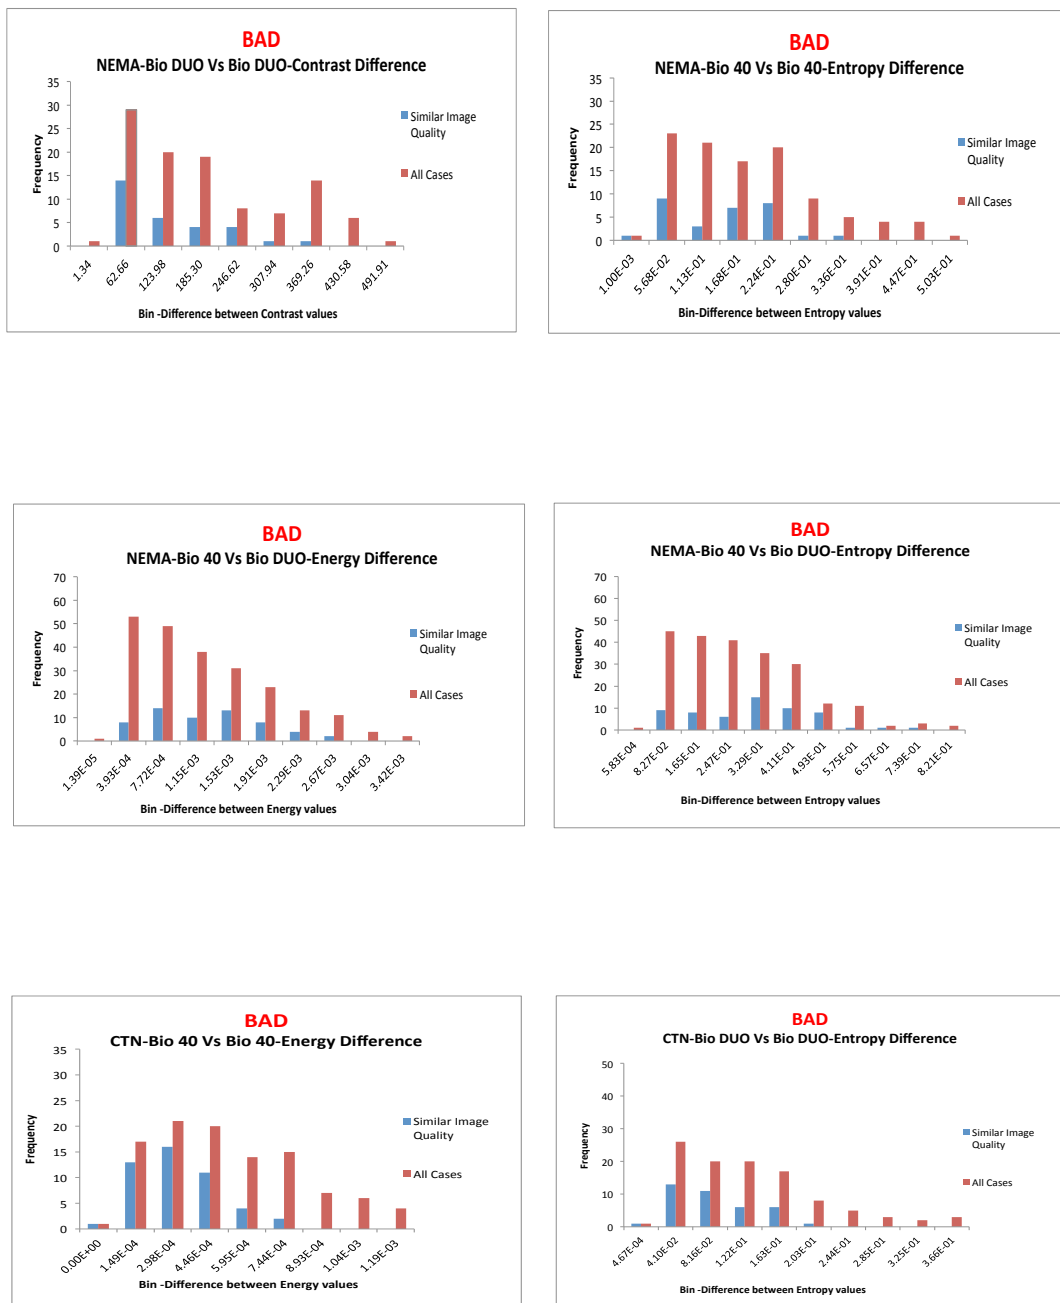 BAD
NEMA-Bio DUO Vs Bio DUO-Contrast Difference
35
30
25
20
15
10
5
0
Frequency
1.34
62.66
123.98
185.30
246.62
307.94
369.26
430.58
491.91
Bin -Difference between Contrast values
Similar Image
Quality
All Cases
BAD
NEMA-Bio 40 Vs Bio 40-Entropy Difference
35
30
25
20
15
10
5
0
Frequency
1.00E-03
5.68E-02
1.13E-01
1.68E-01
2.24E-01
2.80E-01
3.36E-01
3.91E-01
4.47E-01
5.03E-01
Bin-Difference between Entropy values
Similar Image
Quality
All Cases
BAD
NEMA-Bio 40 Vs Bio DUO-Energy Difference
70
60
50
40
30
20
10
0
Frequency
1.39E-05
3.93E-04
7.72E-04
1.15E-03
1.53E-03
1.91E-03
2.29E-03
2.67E-03
3.04E-03
3.42E-03
Bin -Difference between Energy values
Similar Image
Quality
All Cases
BAD
NEMA-Bio 40 Vs Bio DUO-Entropy Difference
70
60
50
40
30
20
10
0
Frequency
5.83E-04
8.27E-02
1.65E-01
2.47E-01
3.29E-01
4.11E-01
4.93E-01
5.75E-01
6.57E-01
7.39E-01
8.21E-01
Bin-Difference between Entropy values
Similar Image
Quality
All Cases
BAD
CTN-Bio 40 Vs Bio 40-Energy Difference
35
30
25
20
15
10
5
0
Frequency
0.00E+00
1.49E-04
2.98E-04
4.46E-04
5.95E-04
7.44E-04
8.93E-04
1.04E-03
1.19E-03
Bin -Difference between Energy values
Similar Image
Quality
All Cases
BAD
CTN-Bio DUO Vs Bio DUO-Entropy Difference
50
40
30
20
10
0
Frequency
4.67E-04
4.10E-02
8.16E-02
1.22E-01
1.63E-01
2.03E-01
2.44E-01
2.85E-01
3.25E-01
3.66E-01
Bin -Difference between Entropy values
Similar Image
Quality
All Cases